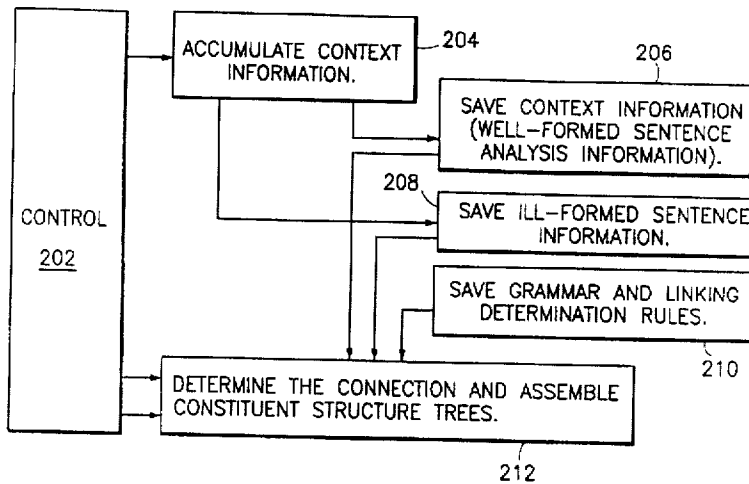 204
ACCUMULATE CONTEXT
INFORMATION.
206
SAVE CONTEXT INFORMATION
(WELL-FORMED SENTENCE
ANALYSIS INFORMATION).
208
SAVE ILL-FORMED SENTENCE
INFORMATION.
CONTROL
202
SAVE GRAMMAR AND LINKING
DETERMINATION RULES.
210
DETERMINE THE CONNECTION AND ASSEMBLE
CONSTITUENT STRUCTURE TREES.
212